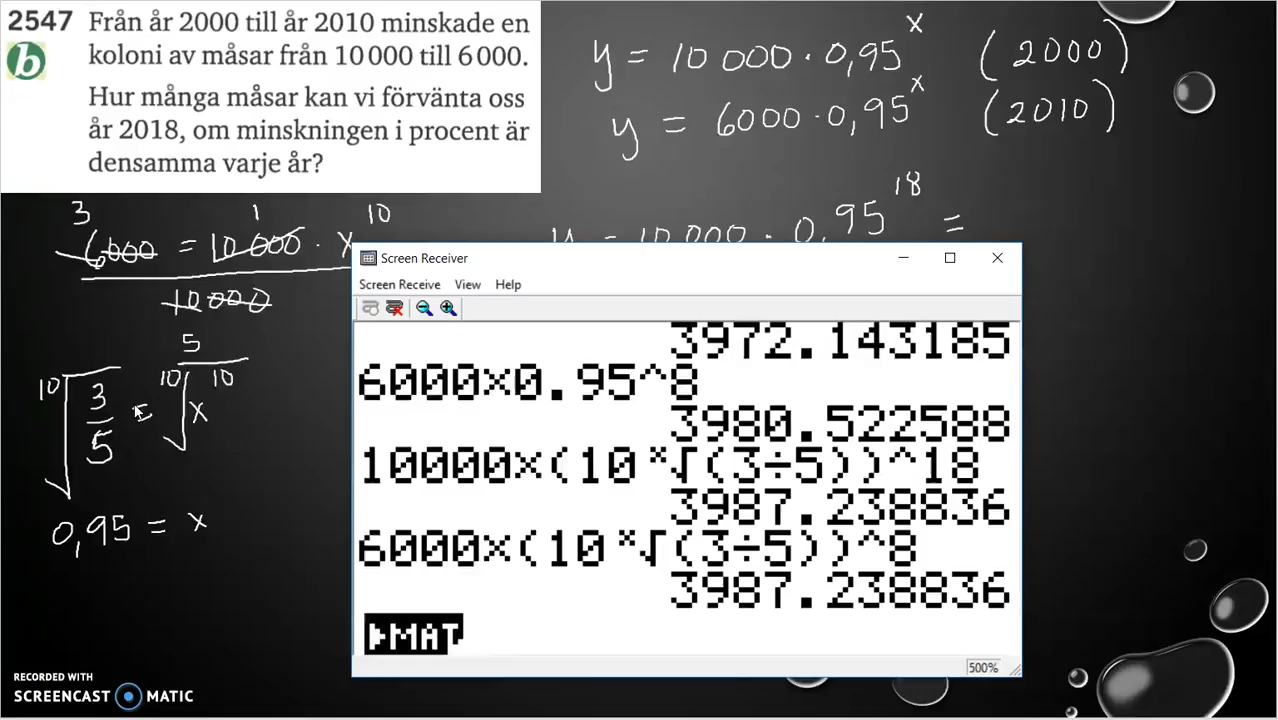 2547 Från år 2000 till år 2010 minskade en
b koloni av måsar från 10 000 till 6 000.
Hur många måsar kan vi förvänta oss
år 2018, om minskningen i procent är
densamma varje år?
y = 10 000 · 0,95^x (2000)
y = 6000 · 0,95^x (2010)
y = 10 000 · 0,95^18 =
3 1 10
6000 = 10 000 · x
10 000
5
10 √ 3/5 = 10 √ x^10
0,95 = x
Screen Receiver
Screen Receive View Help
3972.143185
6000×0.95^8
3980.522588
10000×(10ˣ√(3÷5))^18
3987.238836
6000×(10ˣ√(3÷5))^8
3987.238836
▶MAT
500%
RECORDED WITH
SCREENCAST MATIC